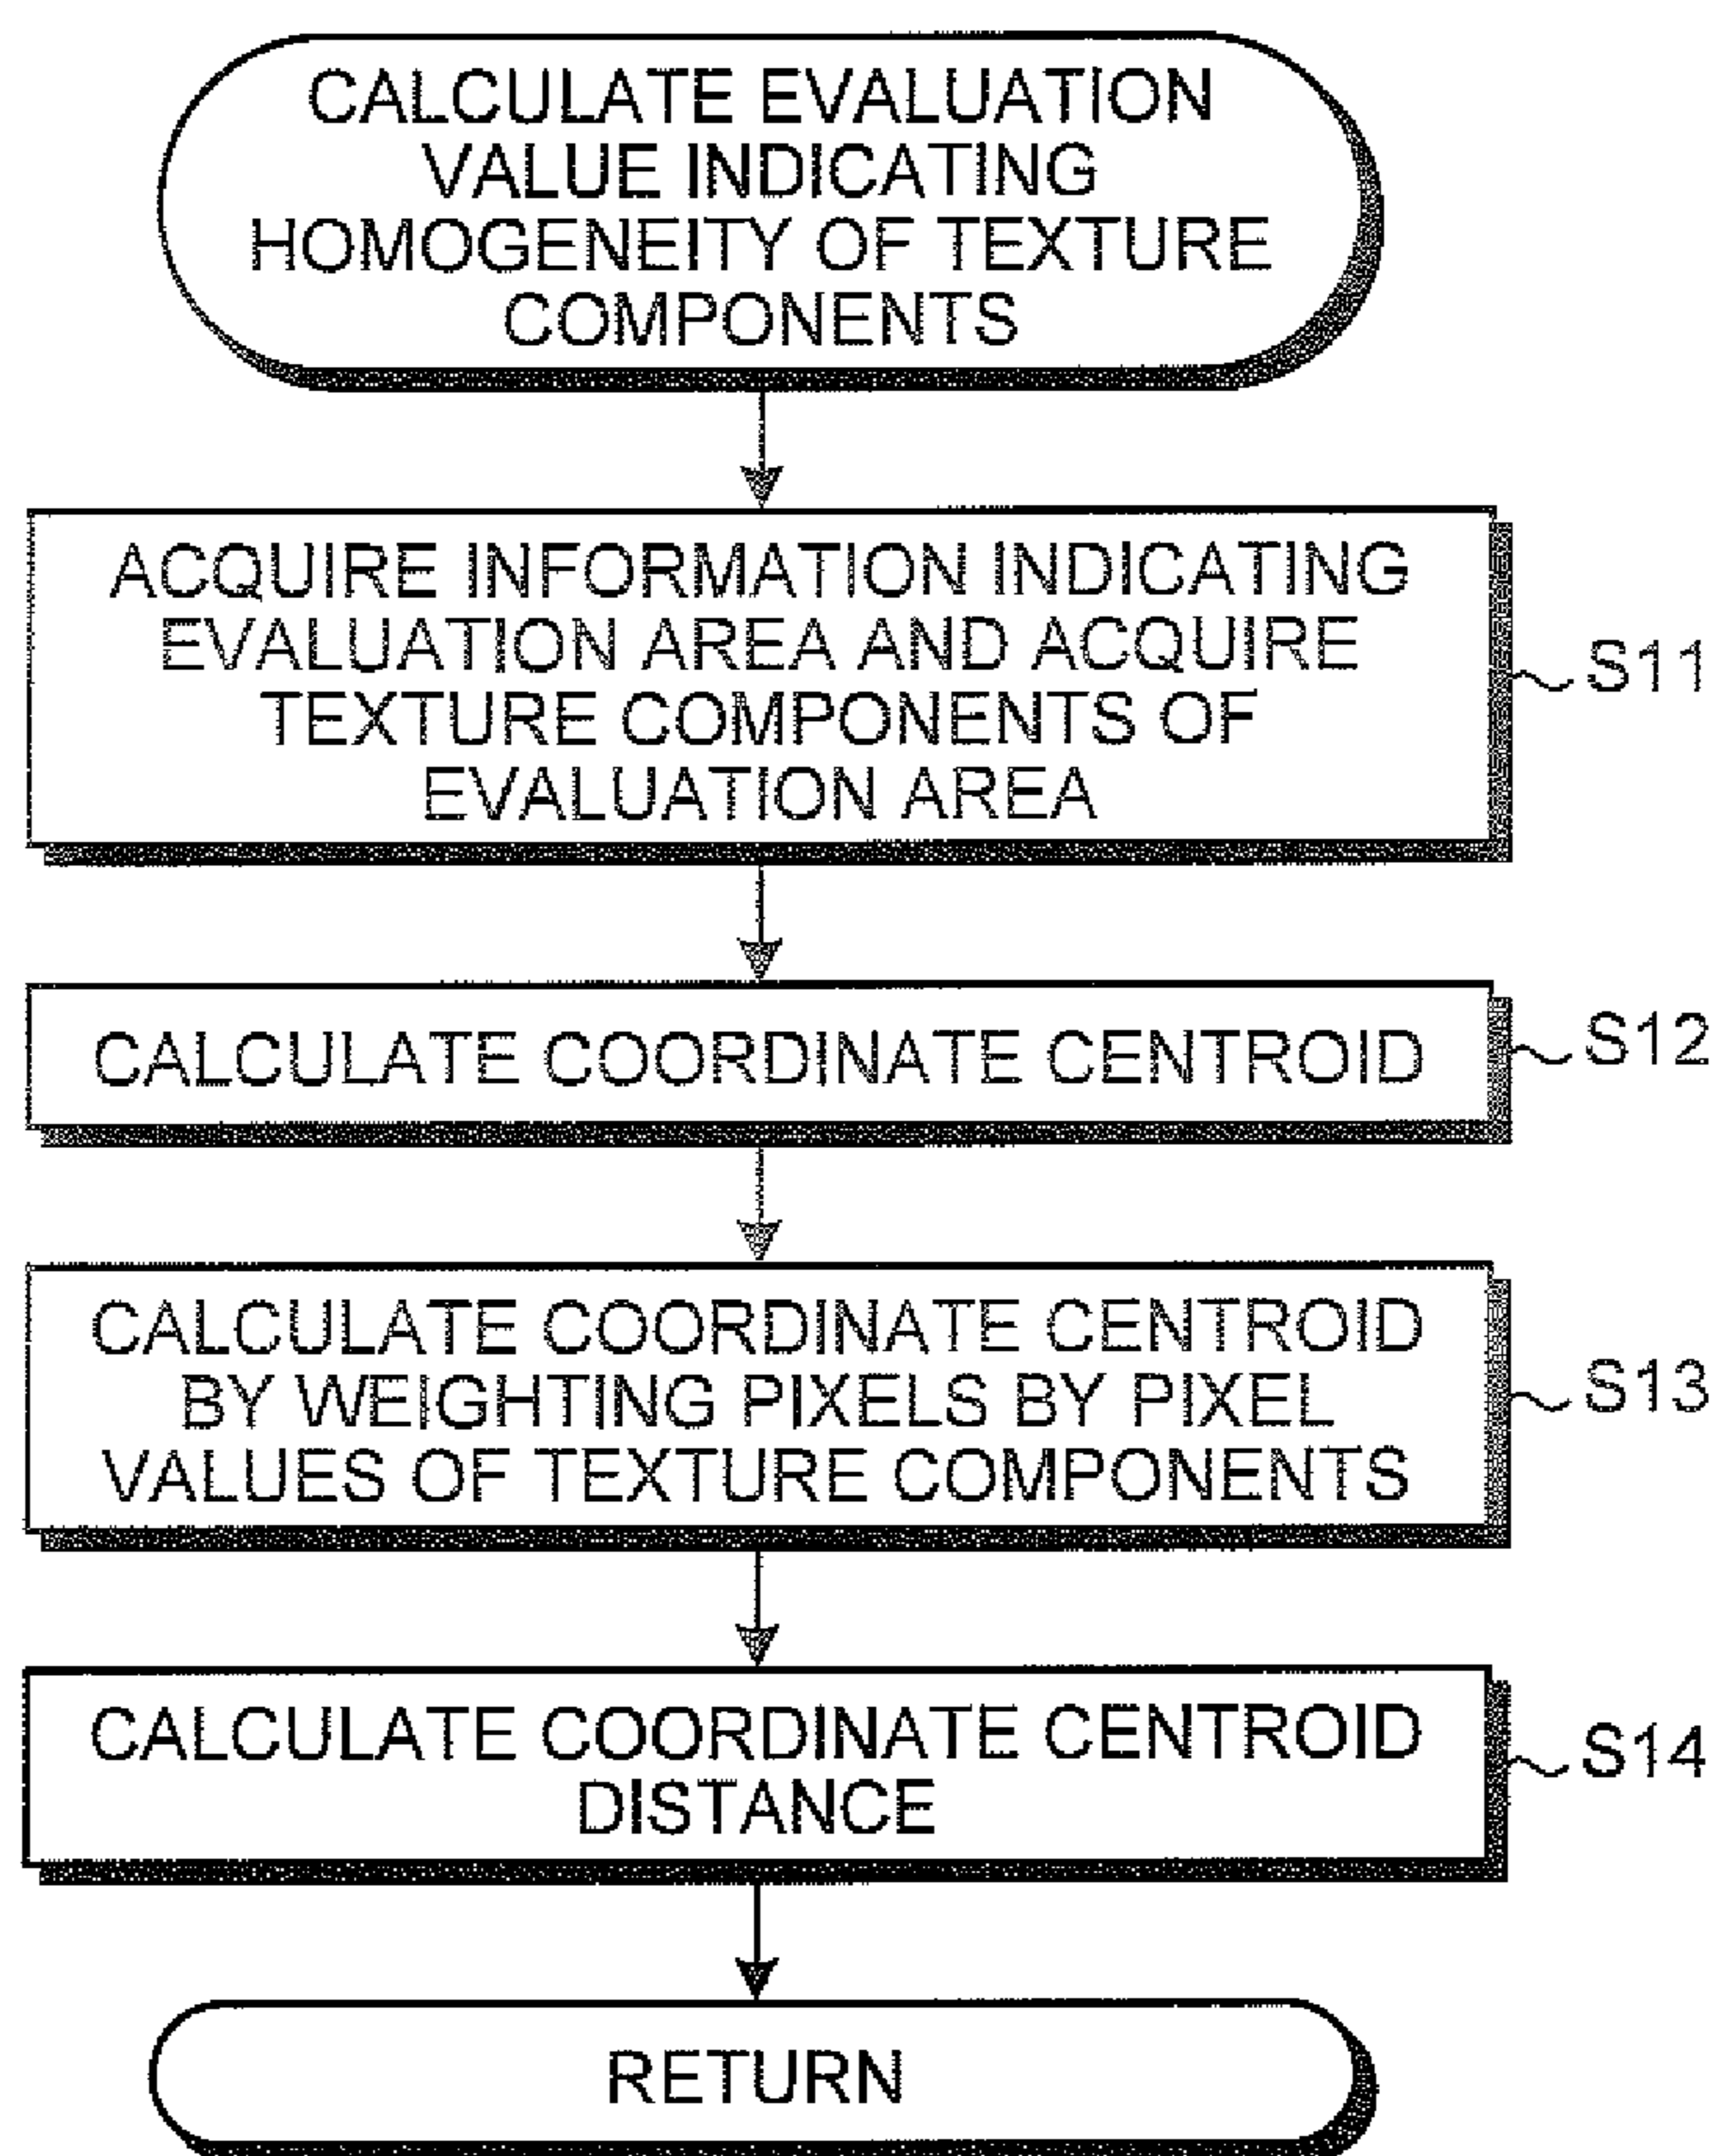 CALCULATE EVALUATION
VALUE INDICATING
HOMOGENEITY OF TEXTURE
COMPONENTS
ACQUIRE INFORMATION INDICATING
EVALUATION AREA AND ACQUIRE
TEXTURE COMPONENTS OF
EVALUATION AREA
S11
CALCULATE COORDINATE CENTROID
S12
CALCULATE COORDINATE CENTROID
BY WEIGHTING PIXELS BY PIXEL
VALUES OF TEXTURE COMPONENTS
S13
CALCULATE COORDINATE CENTROID
DISTANCE
S14
RETURN